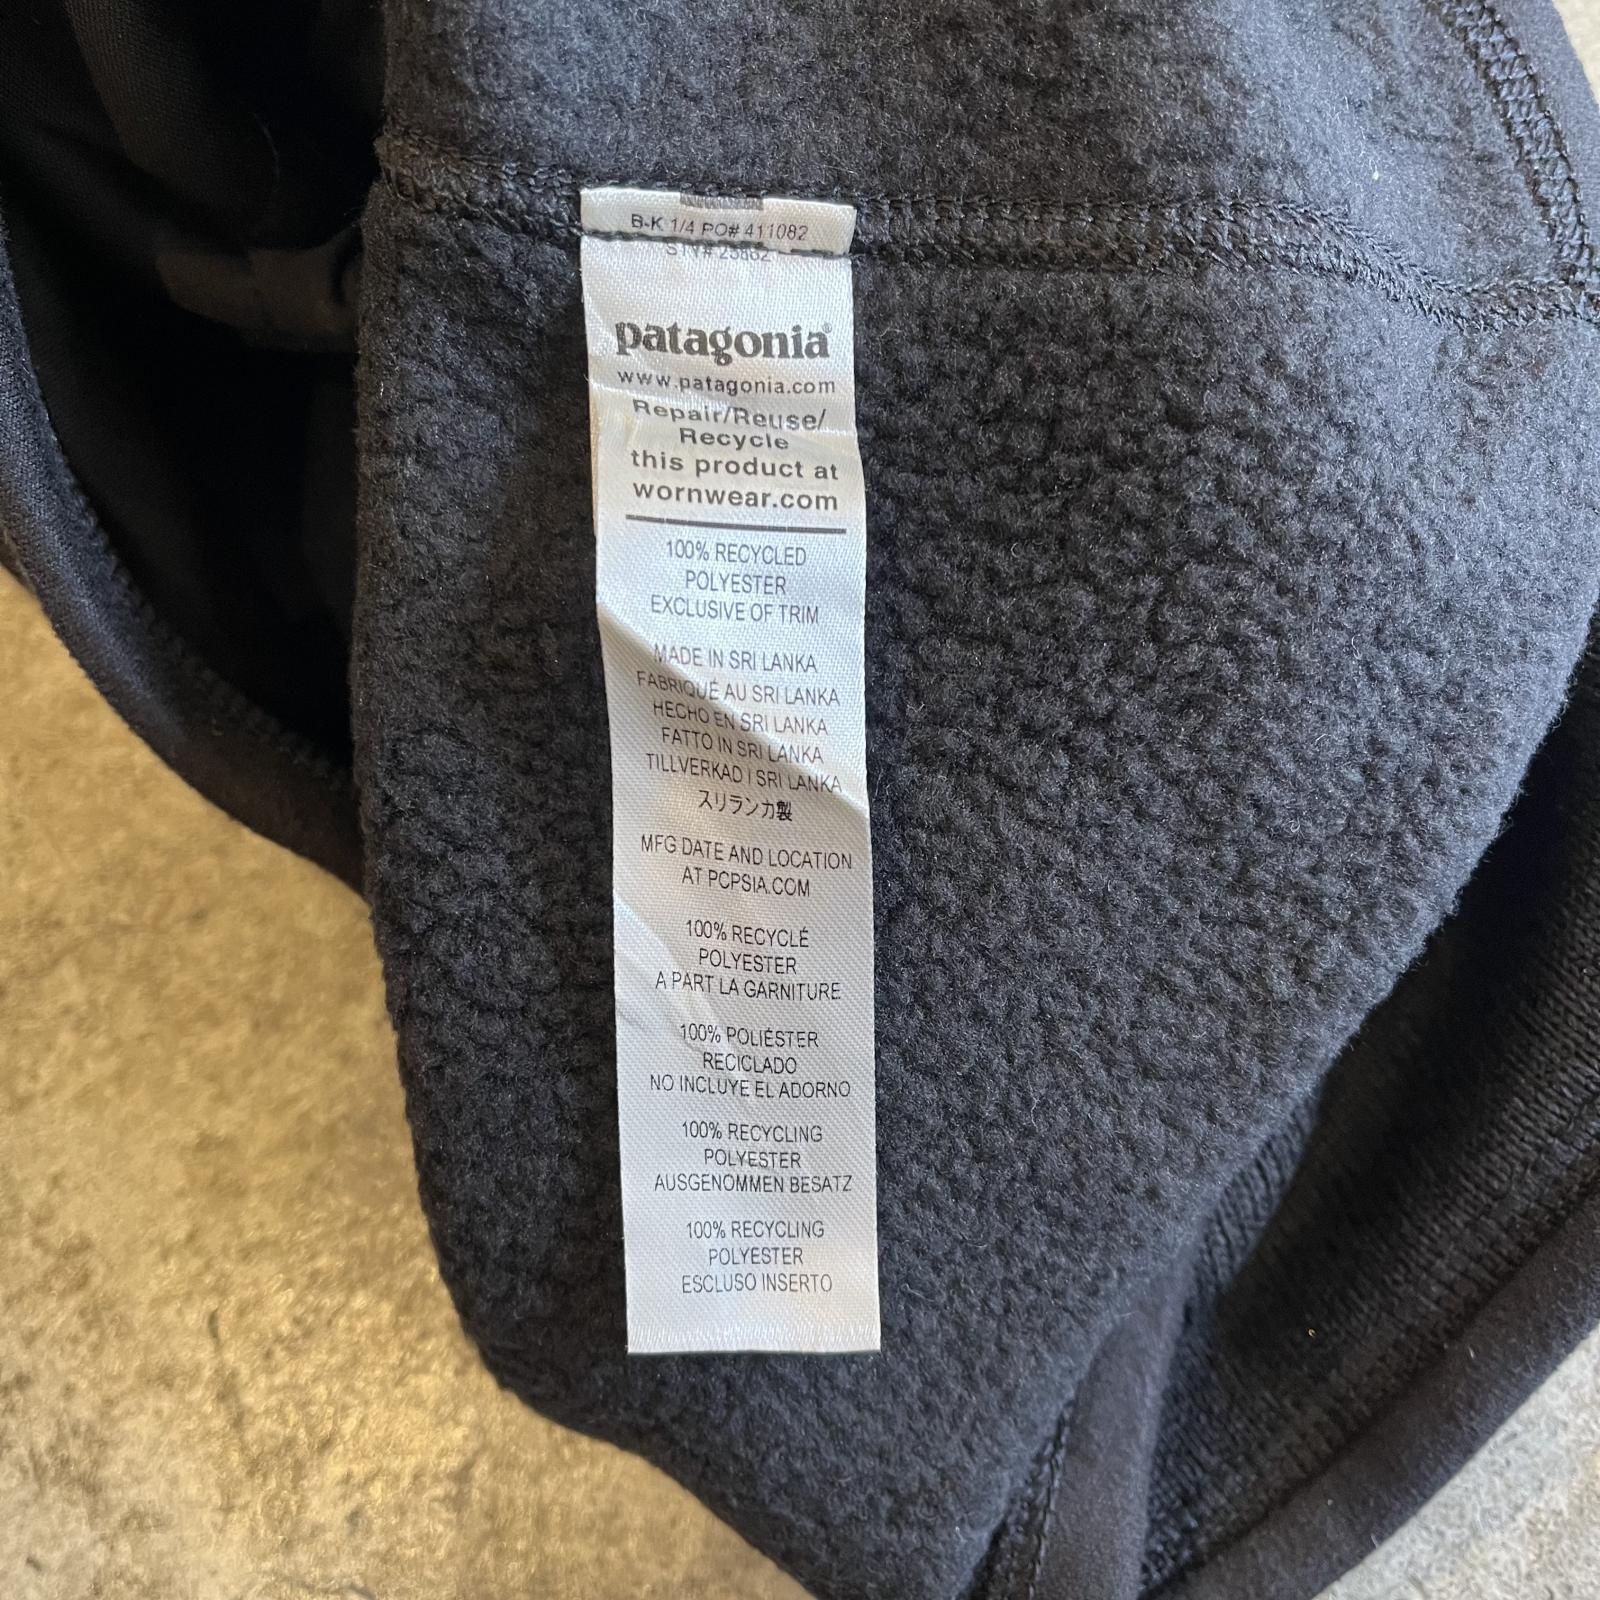 B-K 1/4 PO# 411082
STY# 25882
patagonia®
www.patagonia.com
Repair/Reuse/
Recycle
this product at
wornwear.com
100% RECYCLED
POLYESTER
EXCLUSIVE OF TRIM
MADE IN SRI LANKA
FABRIQUÉ AU SRI LANKA
HECHO EN SRI LANKA
FATTO IN SRI LANKA
TILLVERKAD I SRI LANKA
スリランカ製
MFG DATE AND LOCATION
AT PCPSIA.COM
100% RECYCLÉ
POLYESTER
A PART LA GARNITURE
100% POLIÉSTER
RECICLADO
NO INCLUYE EL ADORNO
100% RECYCLING
POLYESTER
AUSGENOMMEN BESATZ
100% RECYCLING
POLYESTER
ESCLUSO INSERTO